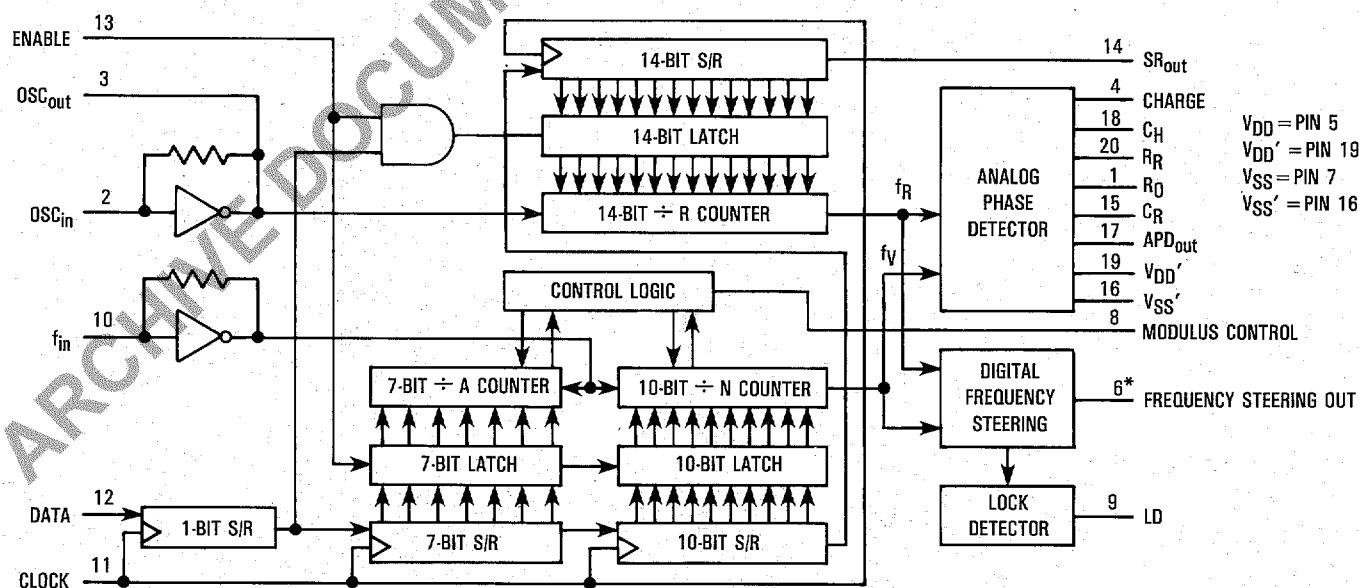 ARCHIVE DOCUM
13
ENABLE
3
OSCout
2
OSCin
10
fin
12
DATA
11
CLOCK
14-BIT S/R
14-BIT LATCH
14-BIT ÷ R COUNTER
CONTROL LOGIC
7-BIT ÷ A COUNTER
10-BIT ÷ N COUNTER
7-BIT LATCH
10-BIT LATCH
1-BIT S/R
7-BIT S/R
10-BIT S/R
fR
fV
ANALOG
PHASE
DETECTOR
DIGITAL
FREQUENCY
STEERING
LOCK
DETECTOR
14 SRout
4 CHARGE
18 CH
20 RR
1 RO
15 CR
17 APDout
19 VDD'
16 VSS'
8 MODULUS CONTROL
6* FREQUENCY STEERING OUT
9 LD
VDD = PIN 5
VDD' = PIN 19
VSS = PIN 7
VSS' = PIN 16